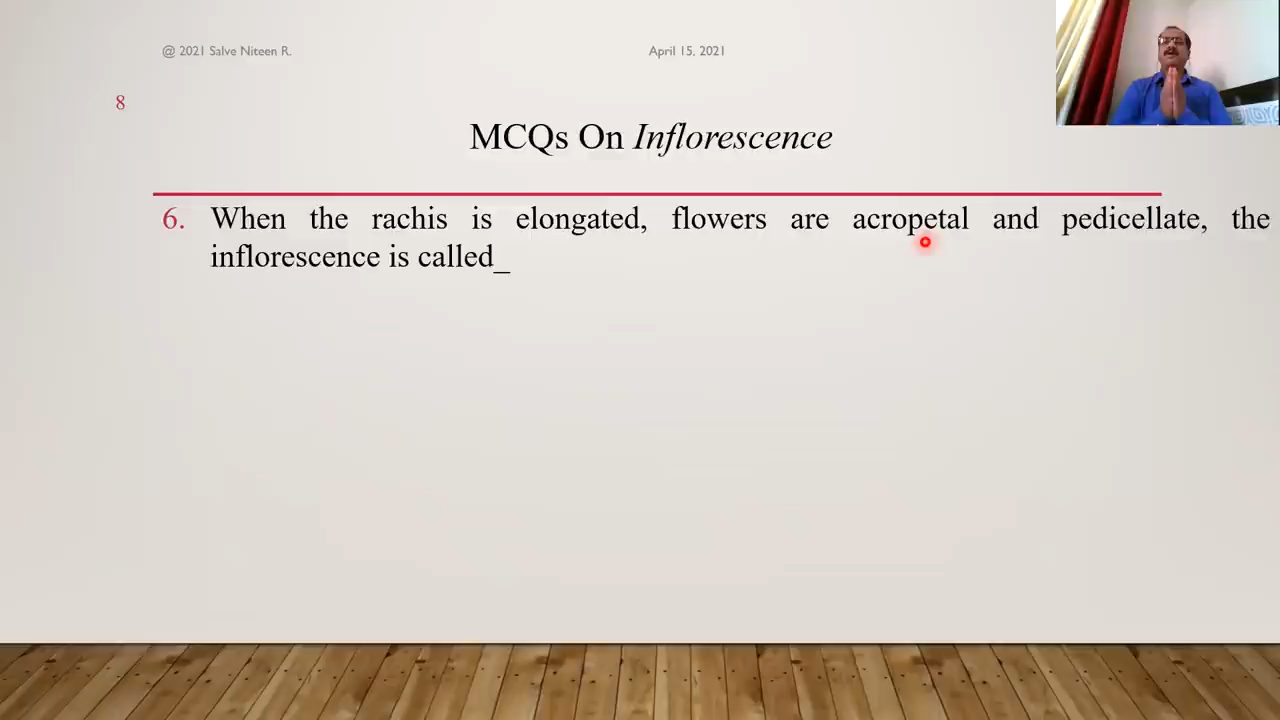 @ 2021 Salve Niteen R. April 15, 2021
8
MCQs On Inflorescence
6. When the rachis is elongated, flowers are acropetal and pedicellate, the
inflorescence is called_